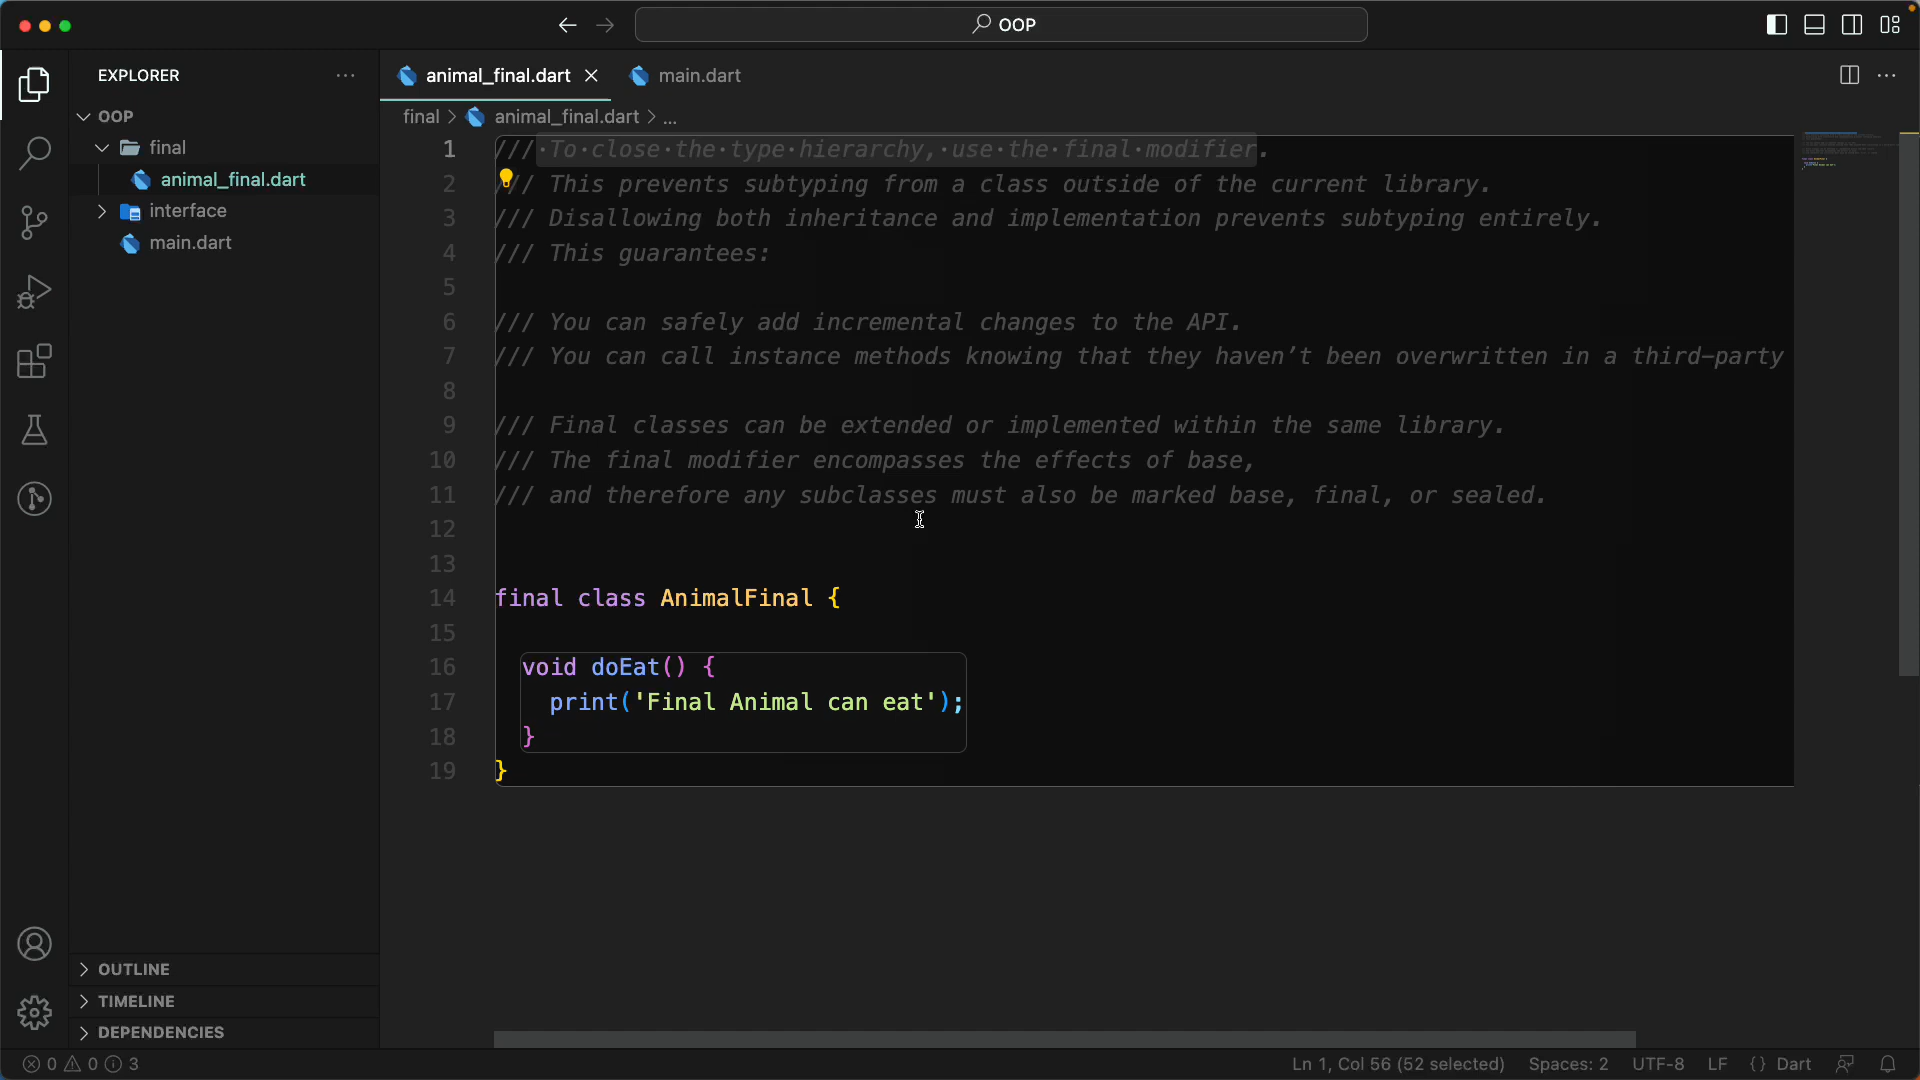 OOP
EXPLORER
animal_final.dart
main.dart
OOP
final > animal_final.dart > ...
final
animal_final.dart
interface
main.dart
1 /// To close the type hierarchy, use the final modifier.
2 /// This prevents subtyping from a class outside of the current library.
3 /// Disallowing both inheritance and implementation prevents subtyping entirely.
4 /// This guarantees:
5
6 /// You can safely add incremental changes to the API.
7 /// You can call instance methods knowing that they haven’t been overwritten in a third-party
8
9 /// Final classes can be extended or implemented within the same library.
10 /// The final modifier encompasses the effects of base,
11 /// and therefore any subclasses must also be marked base, final, or sealed.
12
13
14 final class AnimalFinal {
15
16 void doEat() {
17 print('Final Animal can eat');
18 }
19 }
OUTLINE
TIMELINE
DEPENDENCIES
0 0 3
Ln 1, Col 56 (52 selected) Spaces: 2 UTF-8 LF {} Dart